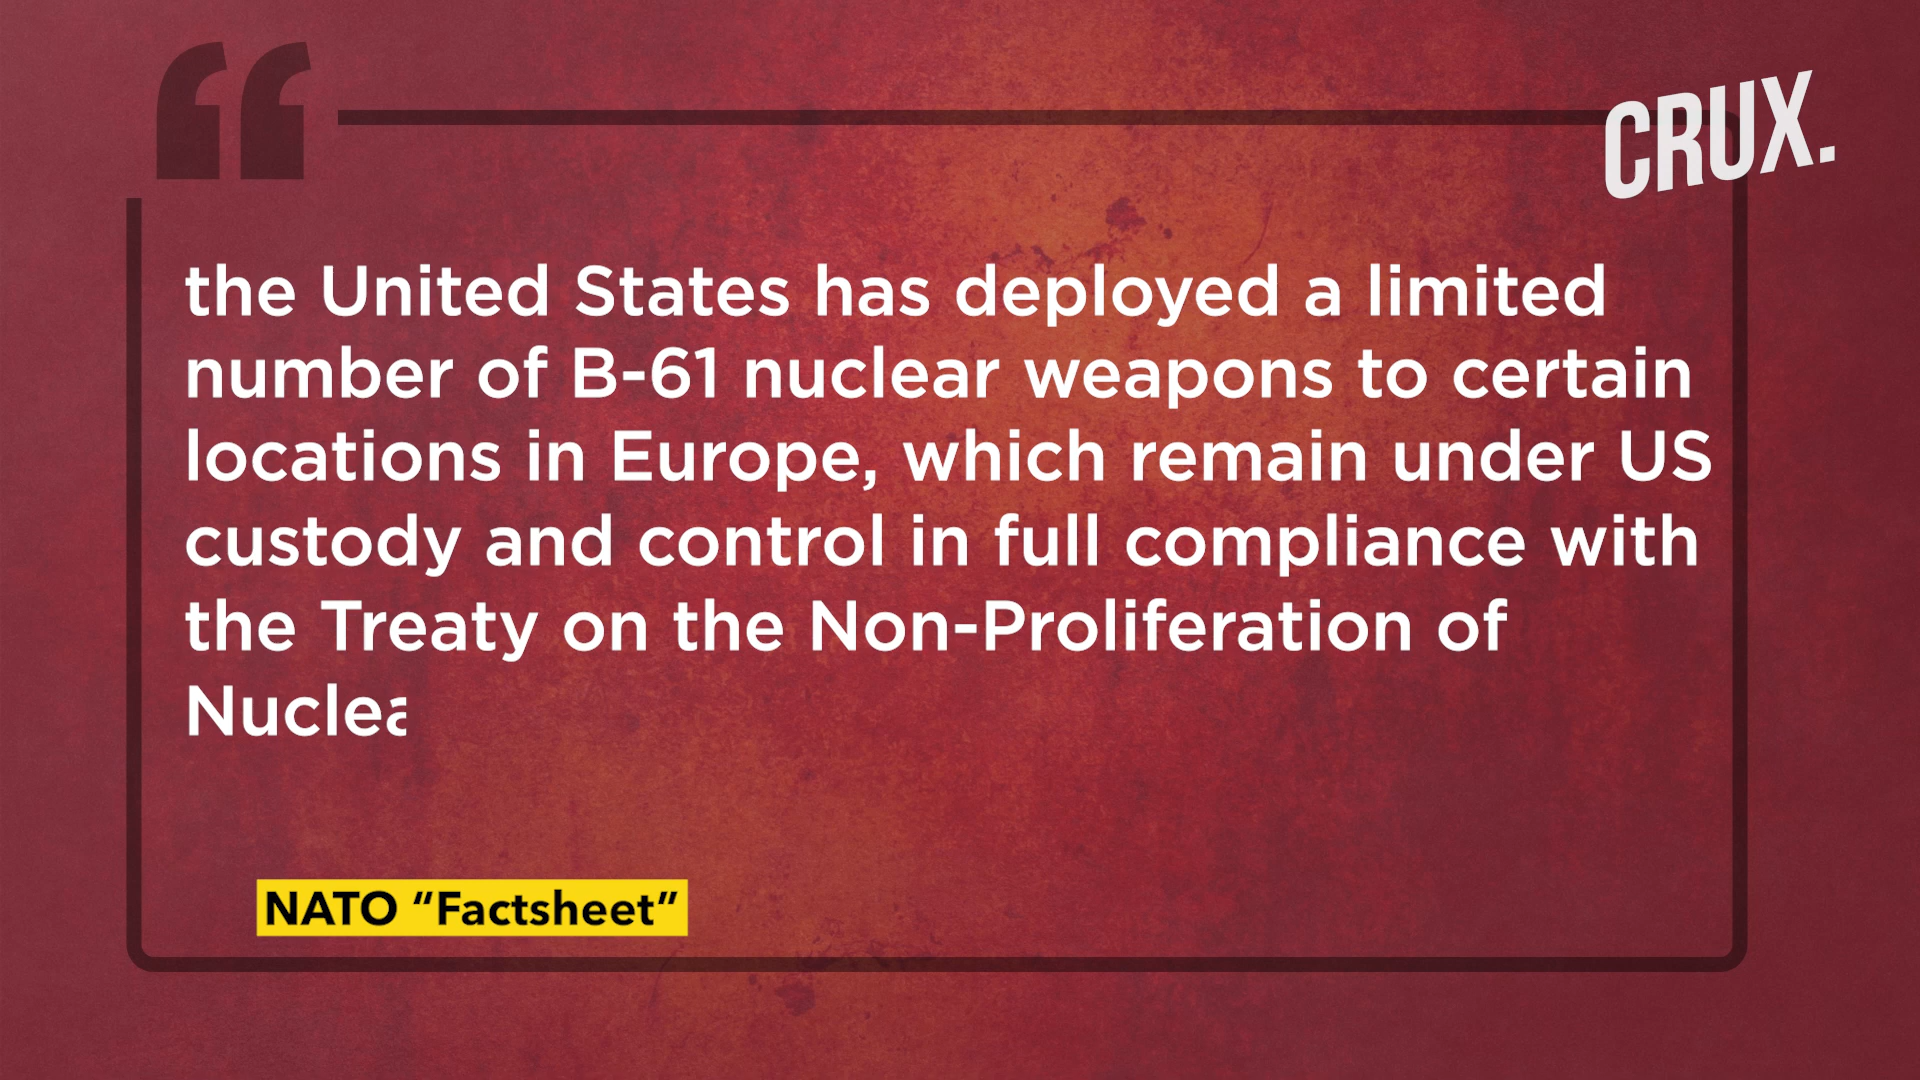 CRUX.
the United States has deployed a limited
number of B-61 nuclear weapons to certain
locations in Europe, which remain under US
custody and control in full compliance with
the Treaty on the Non-Proliferation of
Nuclea
NATO “Factsheet”